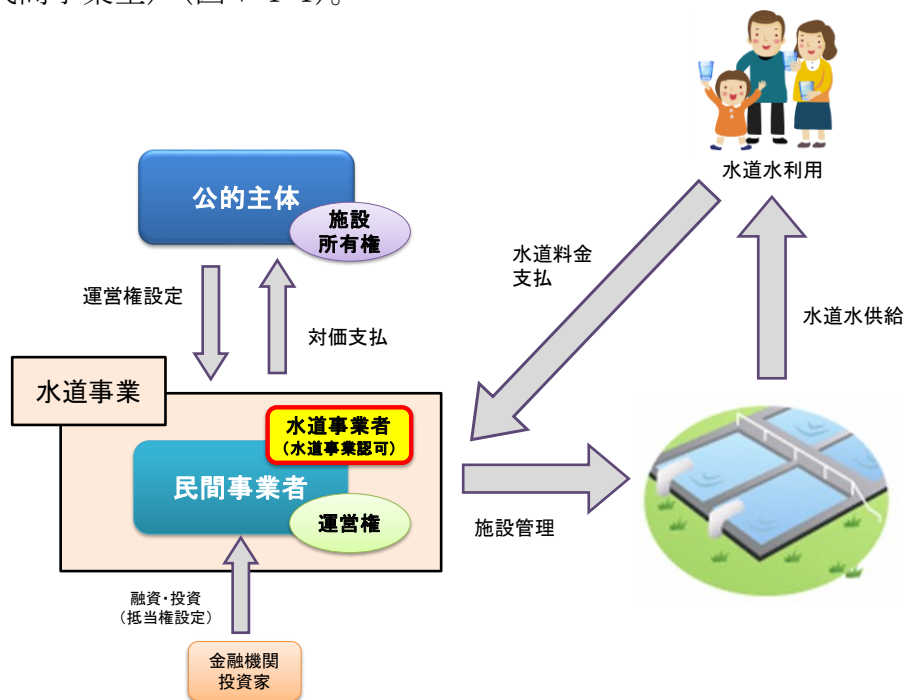 公的主体
施設
所有権
水道水利用
運営権設定
対価支払
水道料金
支払
水道水供給
水道事業
水道事業者
（水道事業認可）
民間事業者
運営権
施設管理
融資・投資
（抵当権設定）
金融機関
投資家